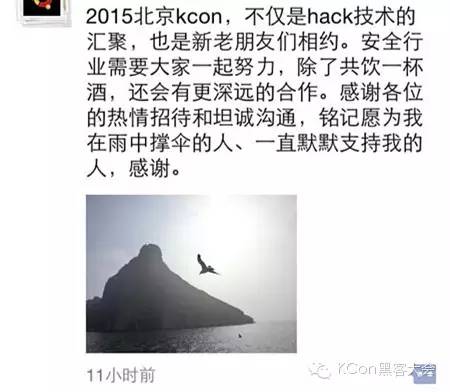 2015北京kcon，不仅是hack技术的
汇聚，也是新老朋友们相约。安全行
业需要大家一起努力，除了共饮一杯
酒，还会有更深远的合作。感谢各位
的热情招待和坦诚沟通，铭记愿为我
在雨中撑伞的人、一直默默支持我的
人，感谢。
11小时前
KCon黑客大会